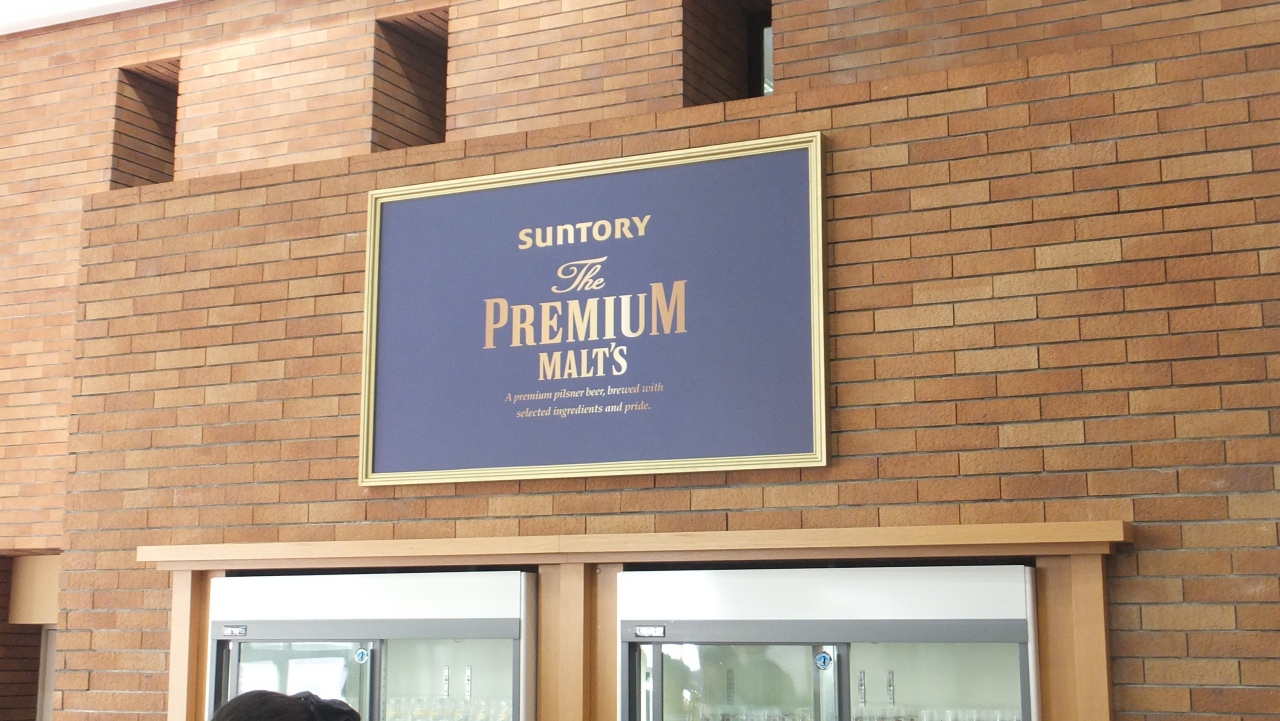 SUNTORY
The
PREMIUM
MALT'S
A premium pilsner beer, brewed with
selected ingredients and pride.